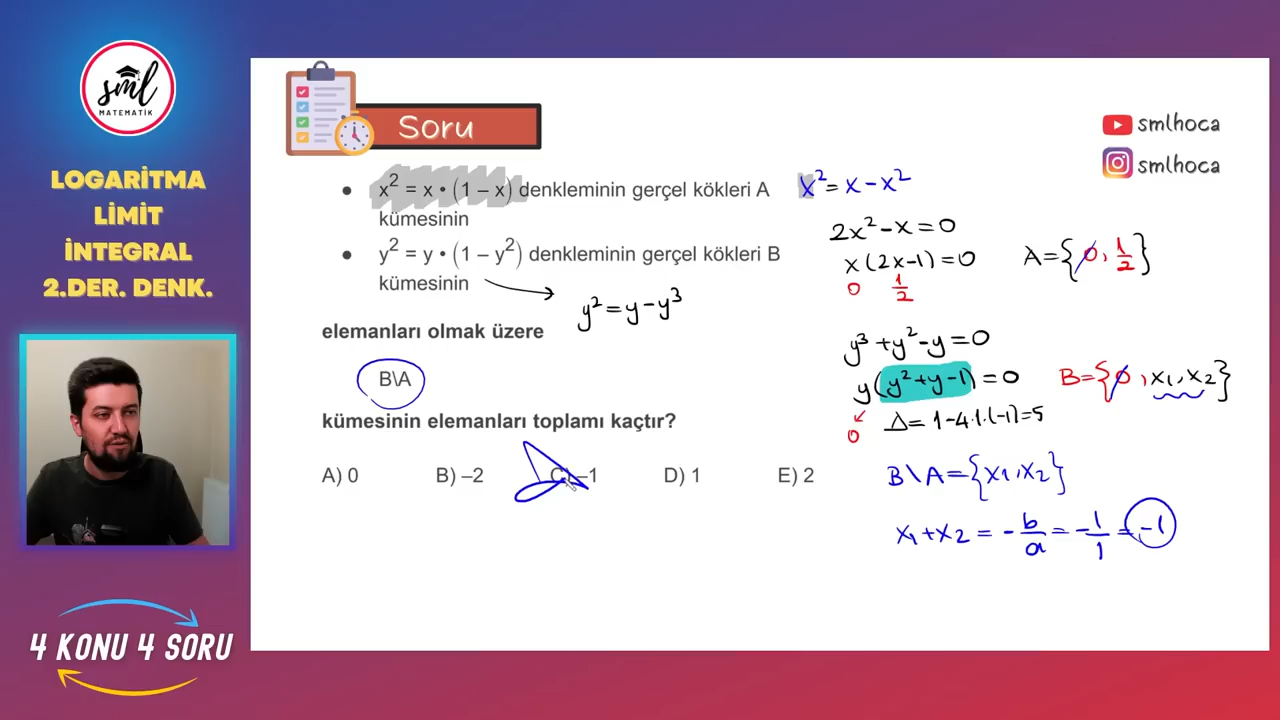 sml
MATEMATİK
LOGARİTMA
LİMİT
İNTEGRAL
2.DER. DENK.
4 KONU 4 SORU
Soru
smlhoca
smlhoca
• x² = x • (1 – x) denkleminin gerçel kökleri A
kümesinin
• y² = y • (1 – y²) denkleminin gerçel kökleri B
kümesinin
y² = y - y³
elemanları olmak üzere
B\A
kümesinin elemanları toplamı kaçtır?
A) 0 B) –2 C) –1 D) 1 E) 2
x² = x - x²
2x² - x = 0
x(2x-1) = 0
0 1/2
A = {0, 1/2}
y³ + y² - y = 0
y(y² + y - 1) = 0
0
Δ = 1 - 4.1.(-1) = 5
B = {0, x₁, x₂}
B\A = {x₁, x₂}
x₁ + x₂ = -b/a = -1/1 = -1